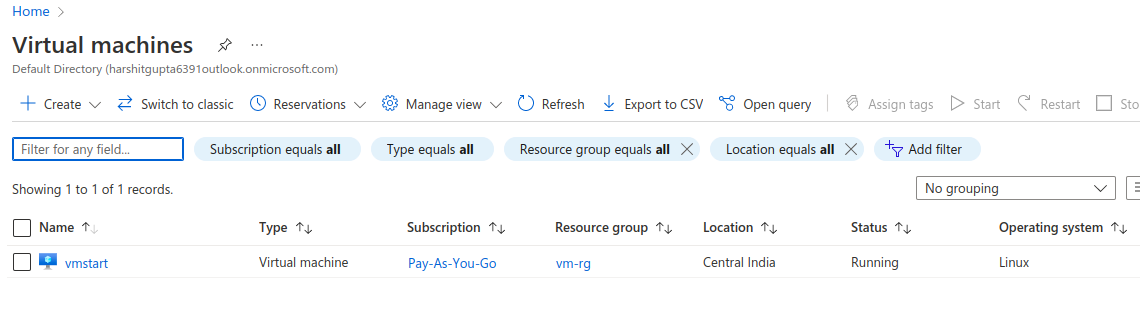 Home
Virtual machines
Default Directory (harshitgupta6391outlook.onmicrosoft.com)
Create Switch to classic Reservations Manage view Refresh Export to CSV Open query Assign tags Start Restart Sto
Filter for any field... Subscription equals all Type equals all Resource group equals all Location equals all Add filter
Showing 1 to 1 of 1 records. No grouping
Name Type Subscription Resource group Location Status Operating system
vmstart Virtual machine Pay-As-You-Go vm-rg Central India Running Linux